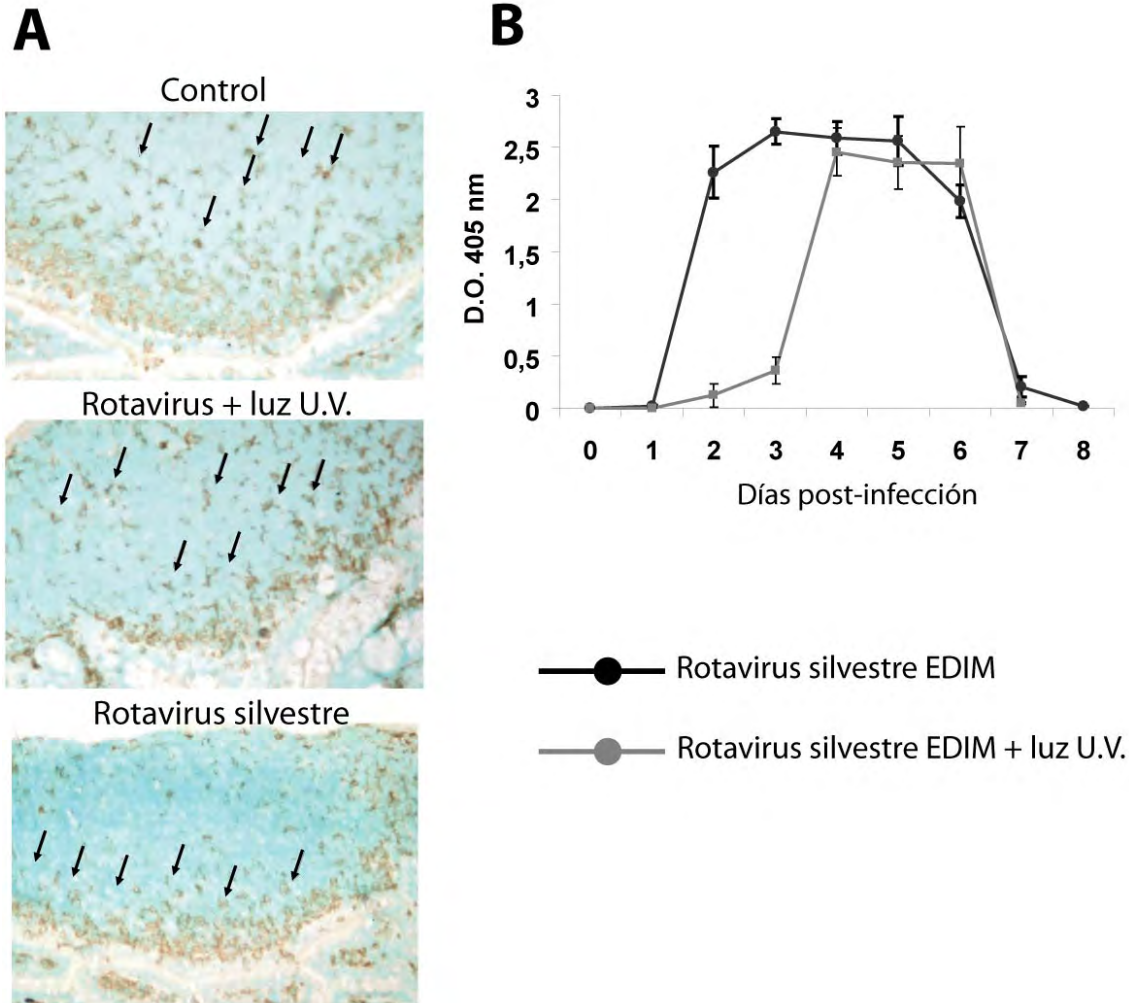 A
Control
Rotavirus + luz U.V.
Rotavirus silvestre
B
3
2,5
2
1,5
1
0,5
0
D.O. 405 nm
0 1 2 3 4 5 6 7 8
Días post-infección
Rotavirus silvestre EDIM
Rotavirus silvestre EDIM + luz U.V.